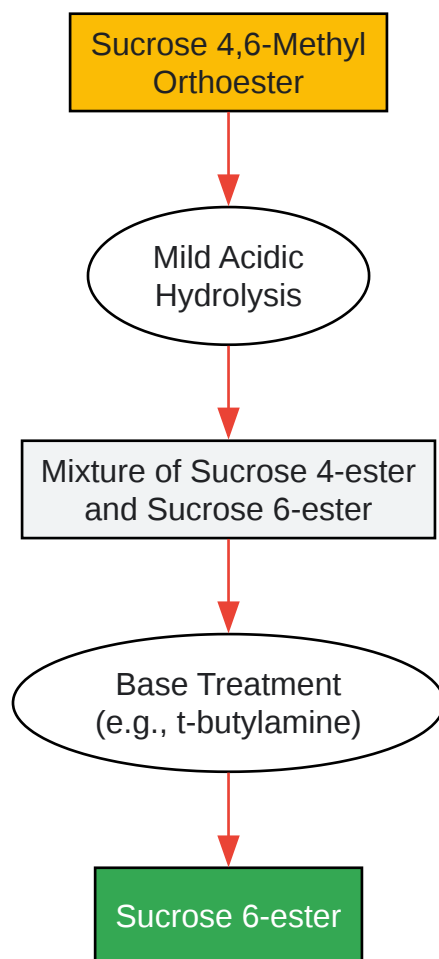 Sucrose 4,6-Methyl
Orthoester
Mild Acidic
Hydrolysis
Mixture of Sucrose 4-ester
and Sucrose 6-ester
Base Treatment
(e.g., t-butylamine)
Sucrose 6-ester